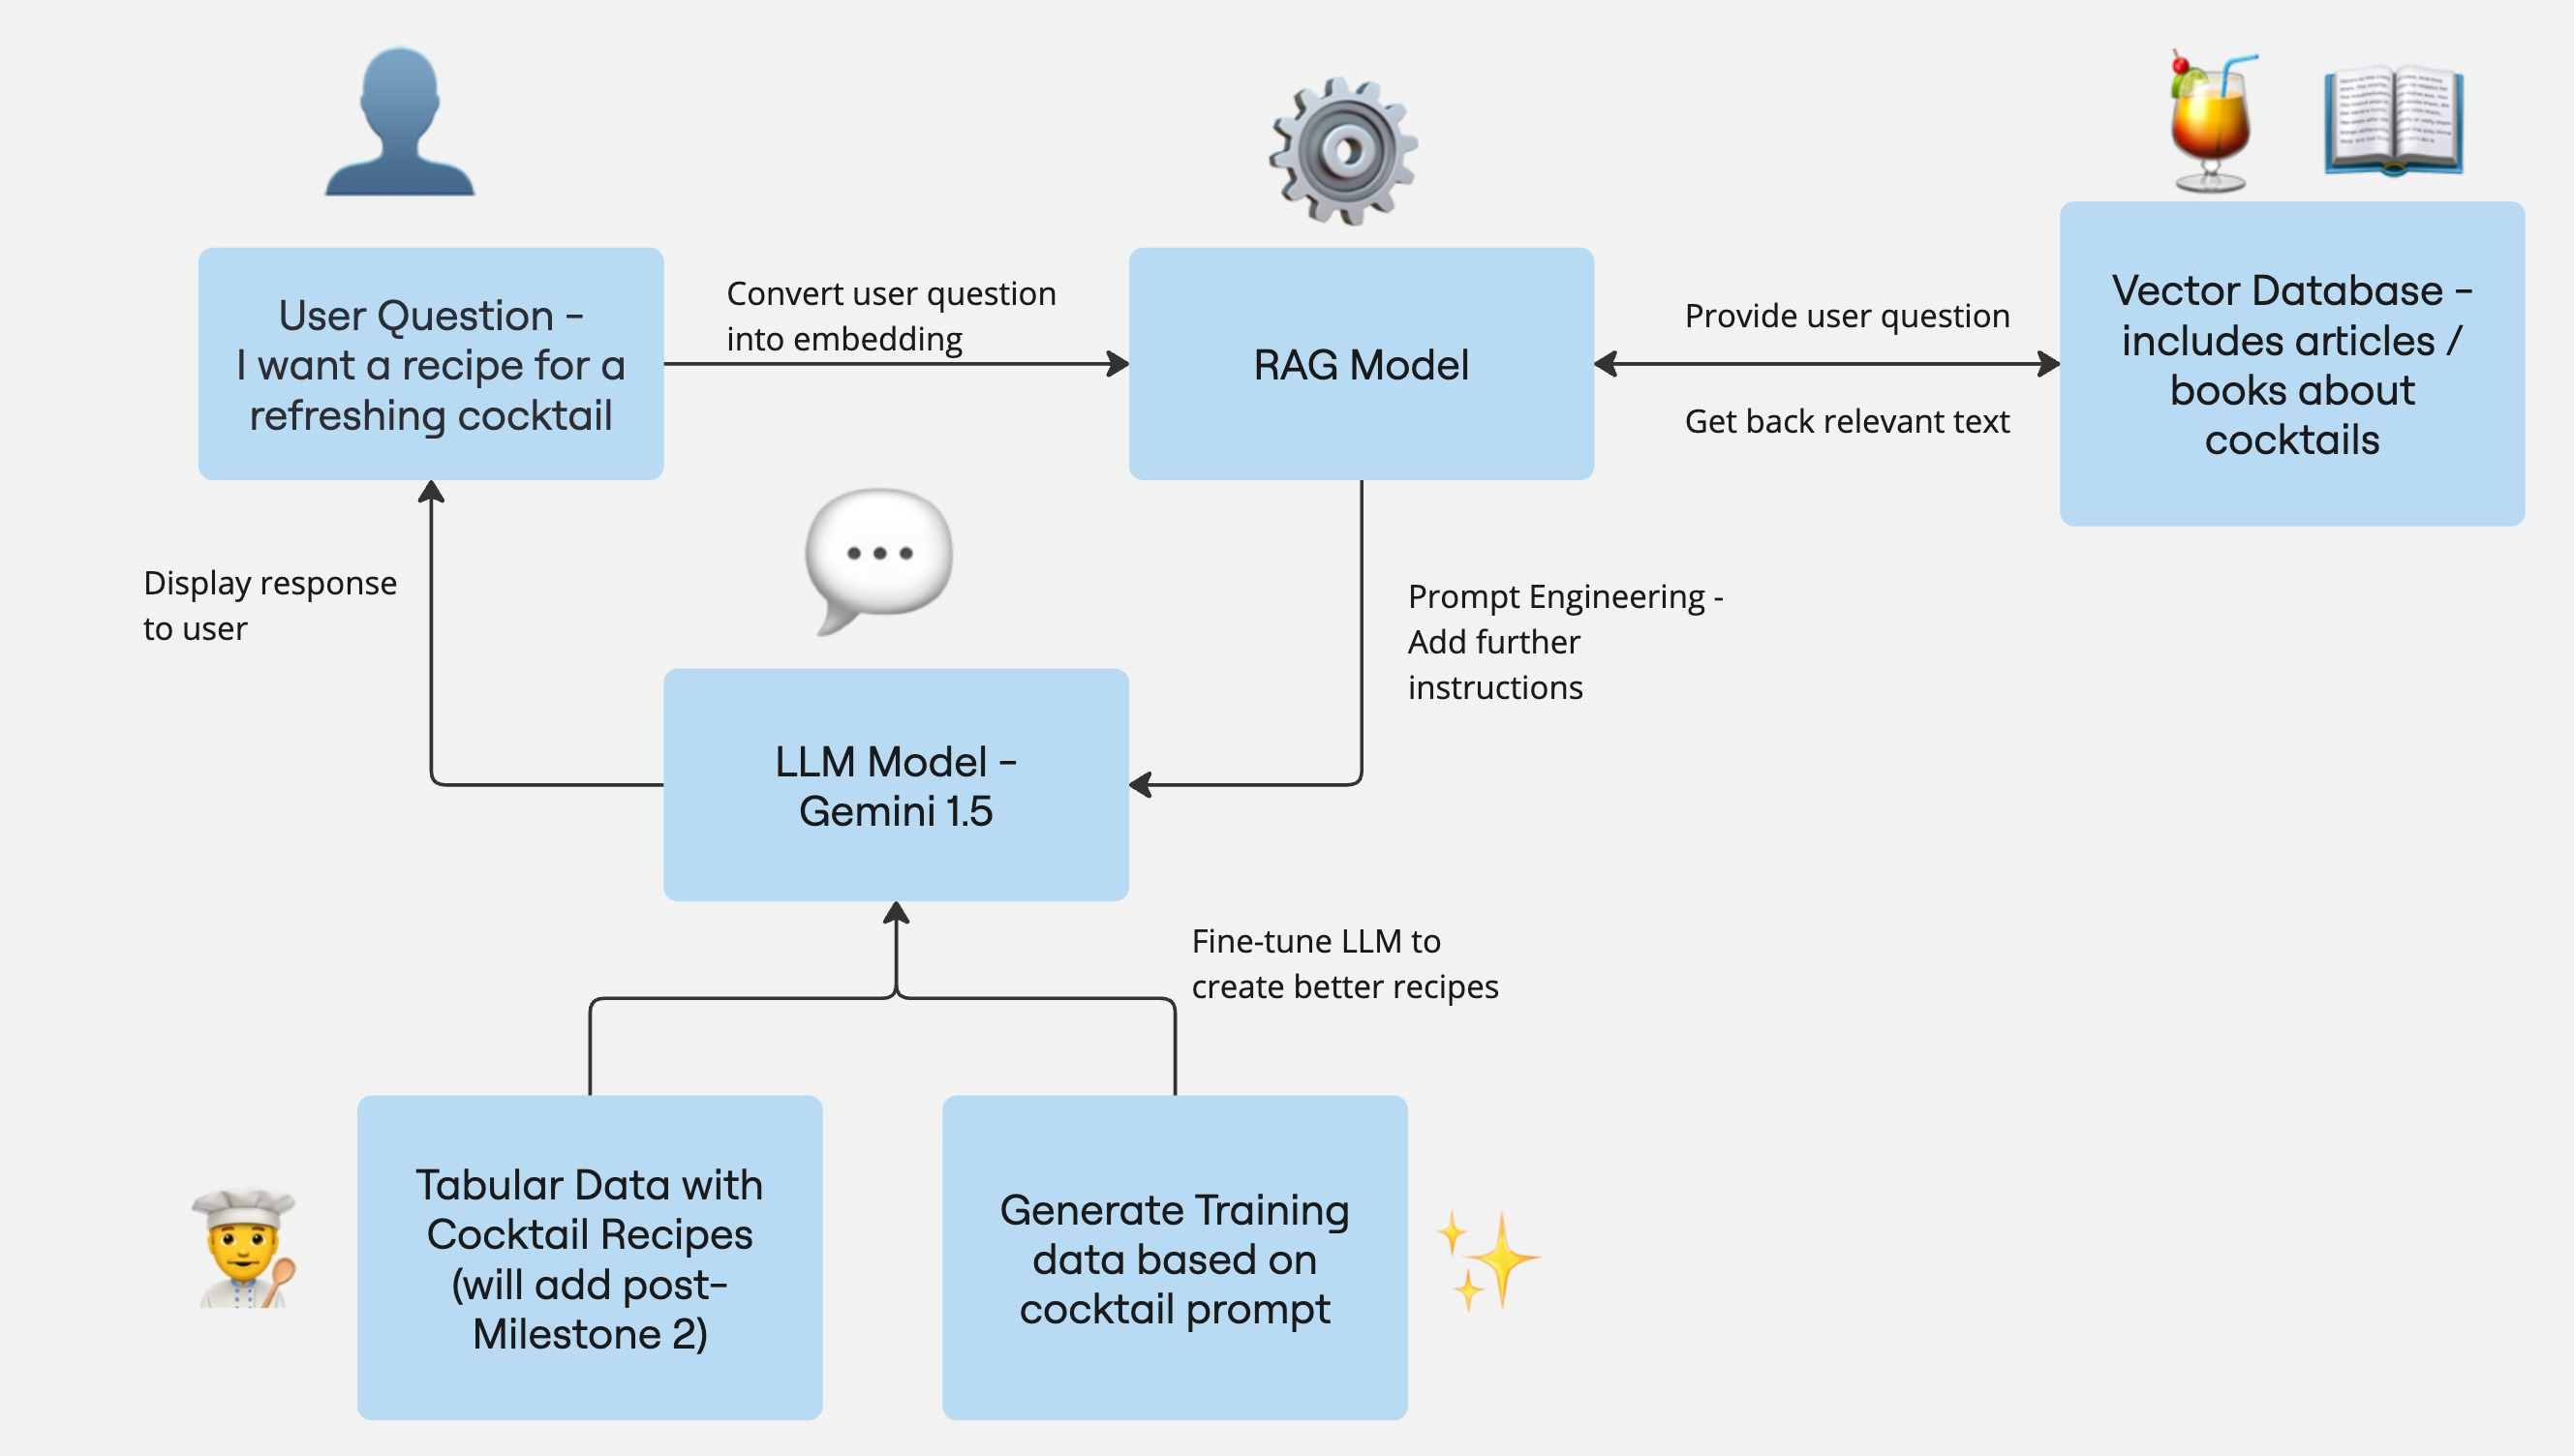 User Question -
I want a recipe for a
refreshing cocktail
Convert user question
into embedding
RAG Model
Provide user question
Get back relevant text
Vector Database -
includes articles /
books about
cocktails
Display response
to user
Prompt Engineering -
Add further
instructions
LLM Model -
Gemini 1.5
Fine-tune LLM to
create better recipes
Tabular Data with
Cocktail Recipes
(will add post-
Milestone 2)
Generate Training
data based on
cocktail prompt